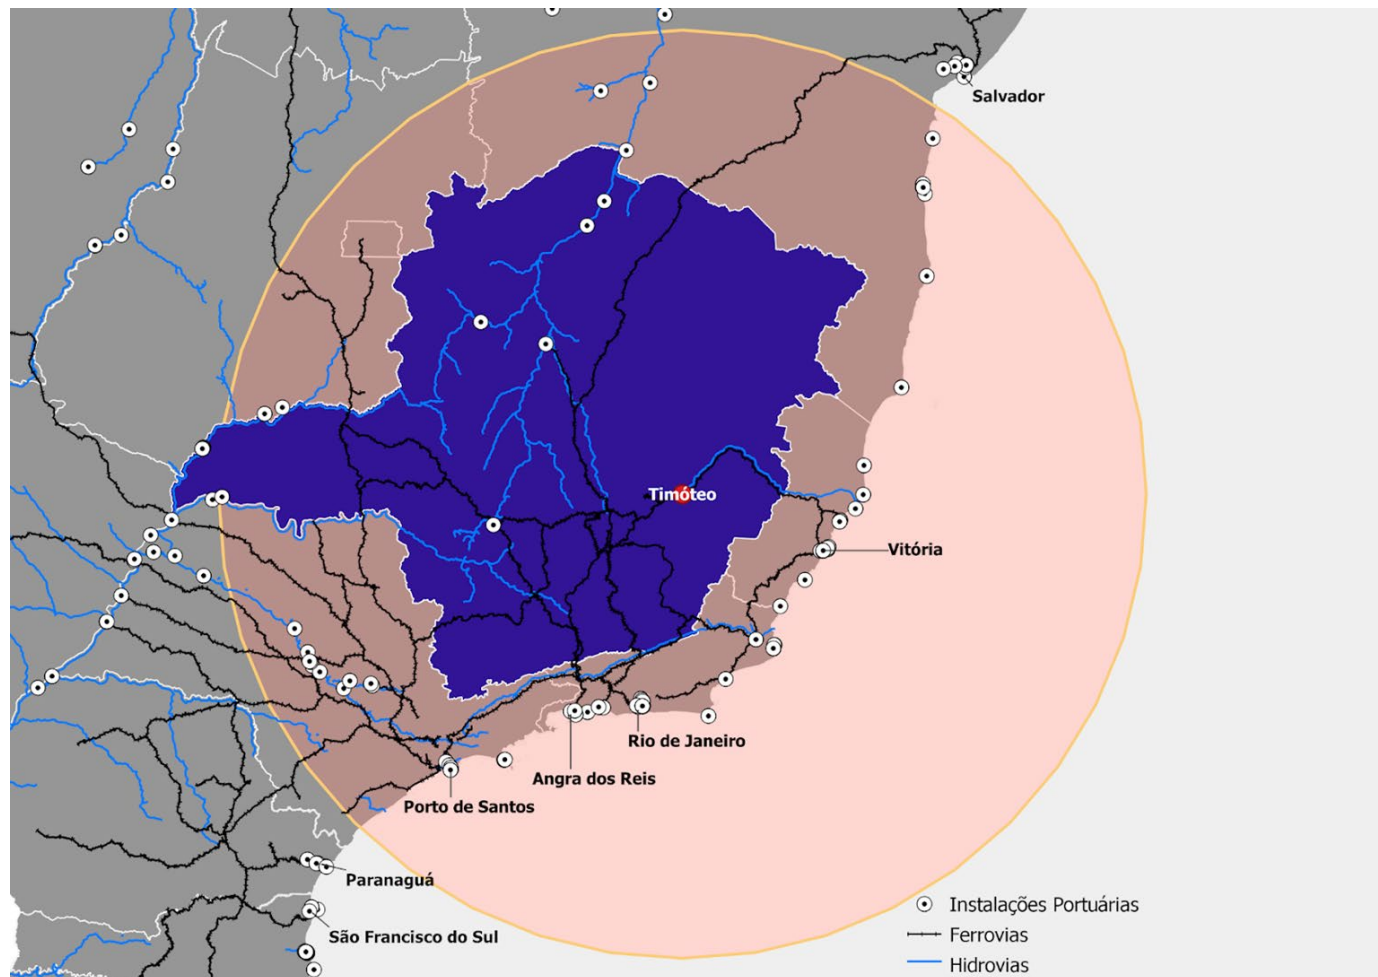 Salvador
Timóteo
Vitória
Rio de Janeiro
Angra dos Reis
Porto de Santos
Paranaguá
São Francisco do Sul
Instalações Portuárias
Ferrovias
Hidrovias